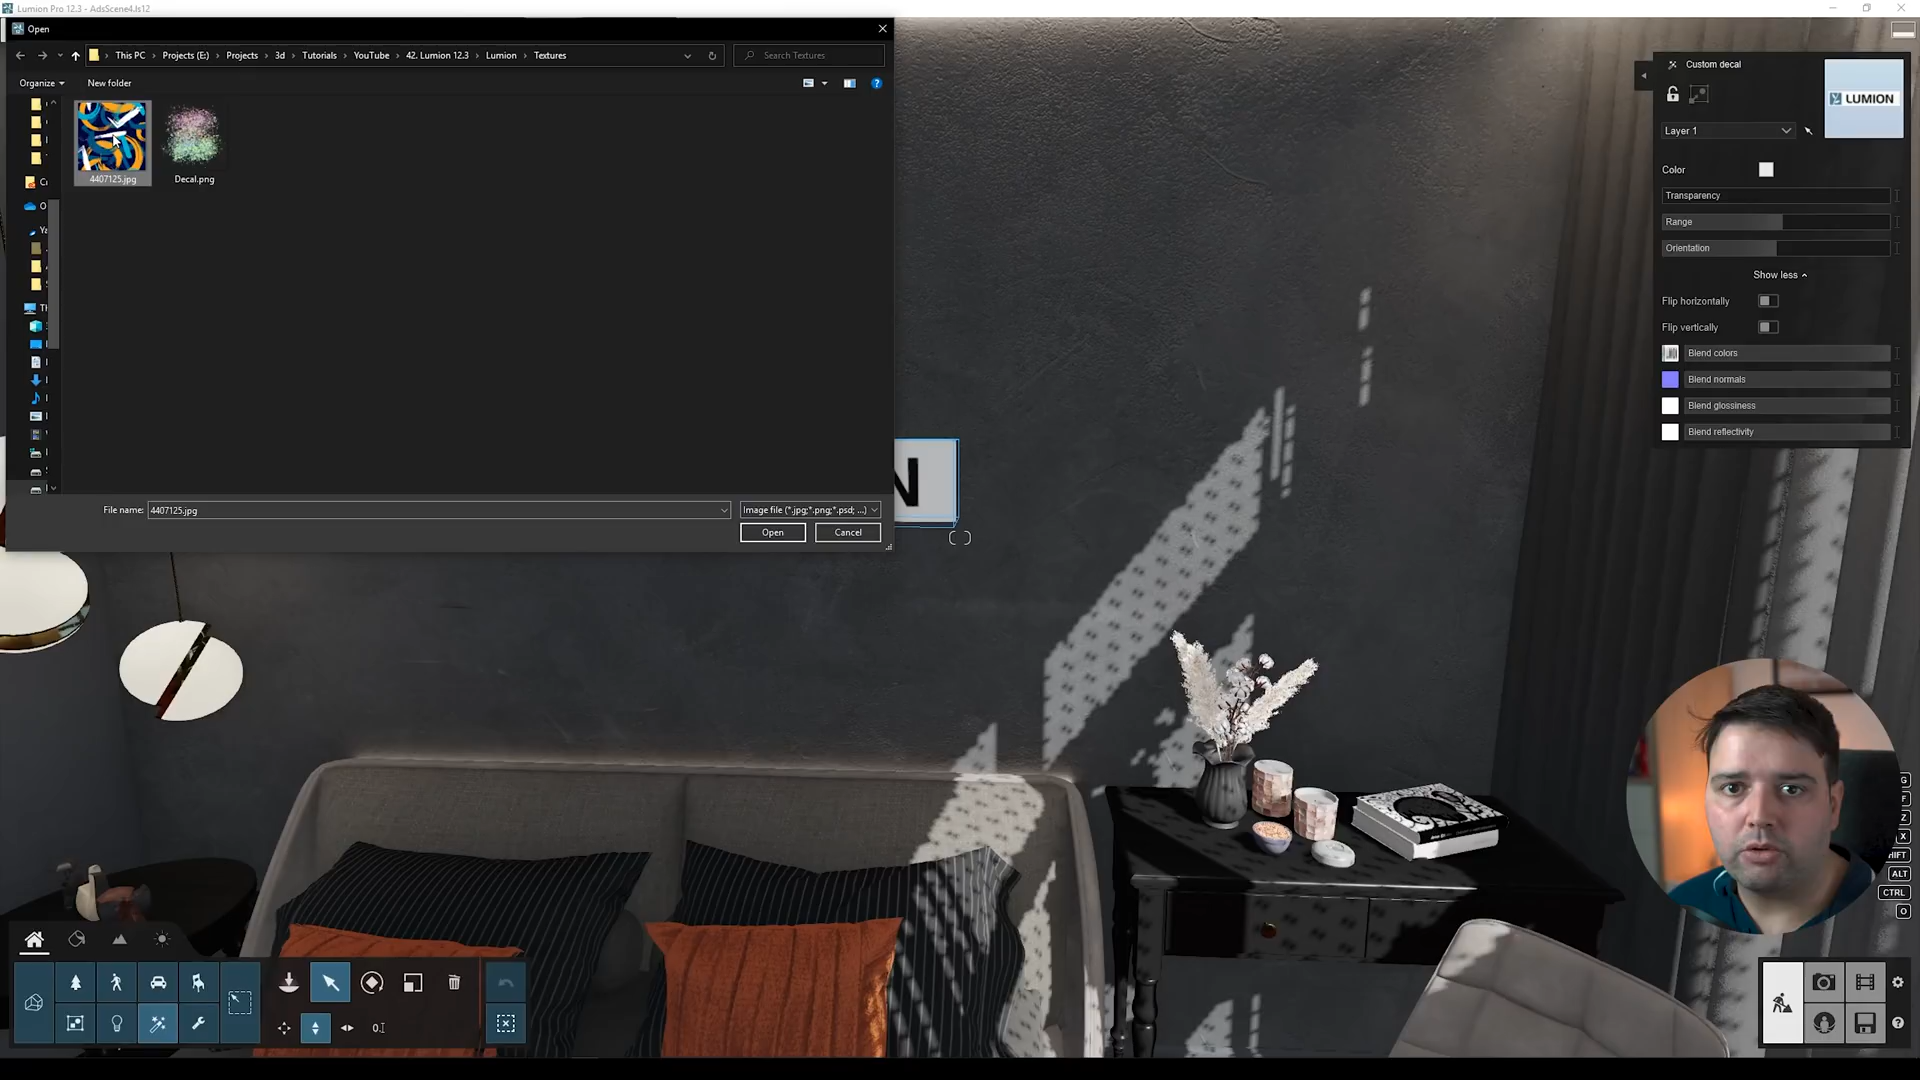 Lumion Pro 12.3 - AdsScene4.ls12
Open
This PC > Projects (E:) > Projects > 3d > Tutorials > YouTube > 42. Lumion 12.3 > Lumion > Textures
Search Textures
Organize
New folder
4407125.jpg
Decal.png
File name:
4407125.jpg
Image file (*.jpg;*.png;*.psd; ...)
Open
Cancel
N
Custom decal
LUMION
Layer 1
Color
Transparency
Range
Orientation
Show less
Flip horizontally
Flip vertically
Blend colors
Blend normals
Blend glossiness
Blend reflectivity
G
F
Z
X
HIFT
ALT
CTRL
O